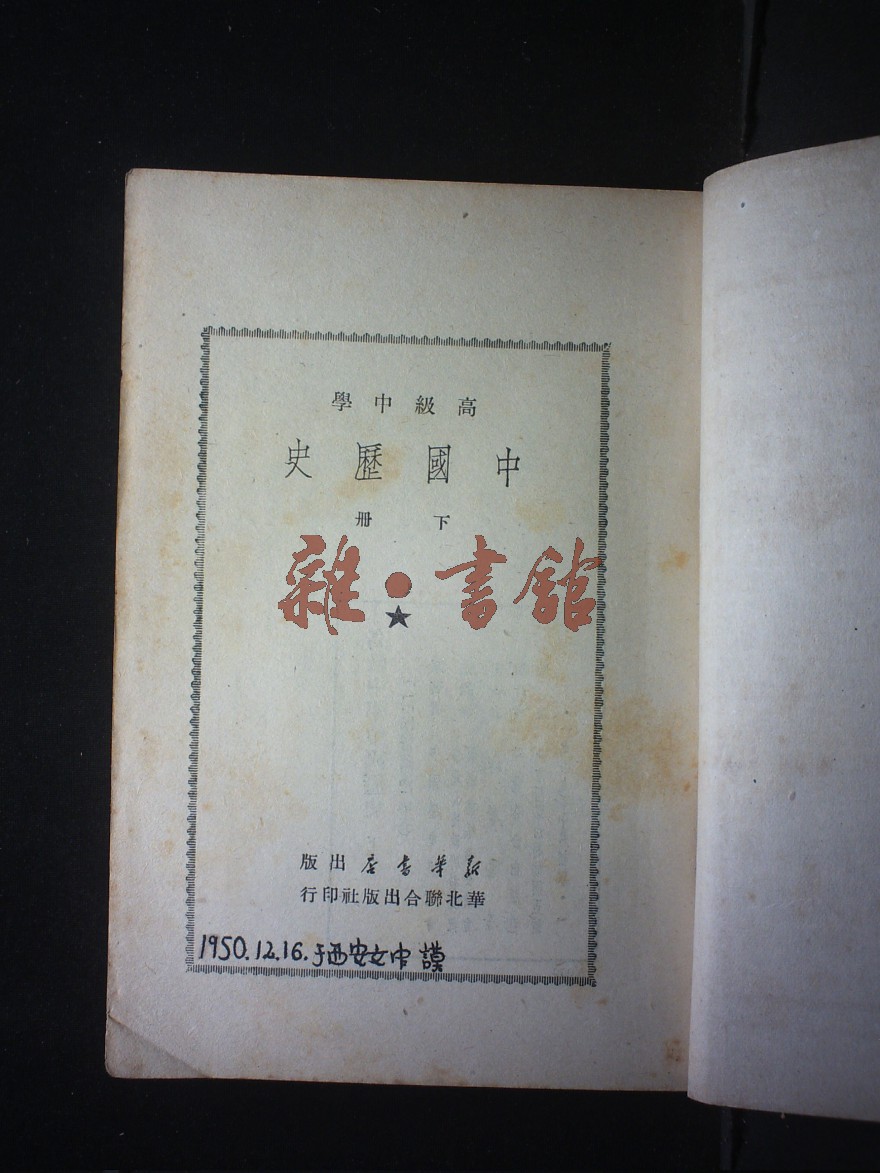 高級中學
中國歷史
下冊
雜·書館
新華書店出版
華北聯合出版社印行
1950.12.16.于西安女中 謨